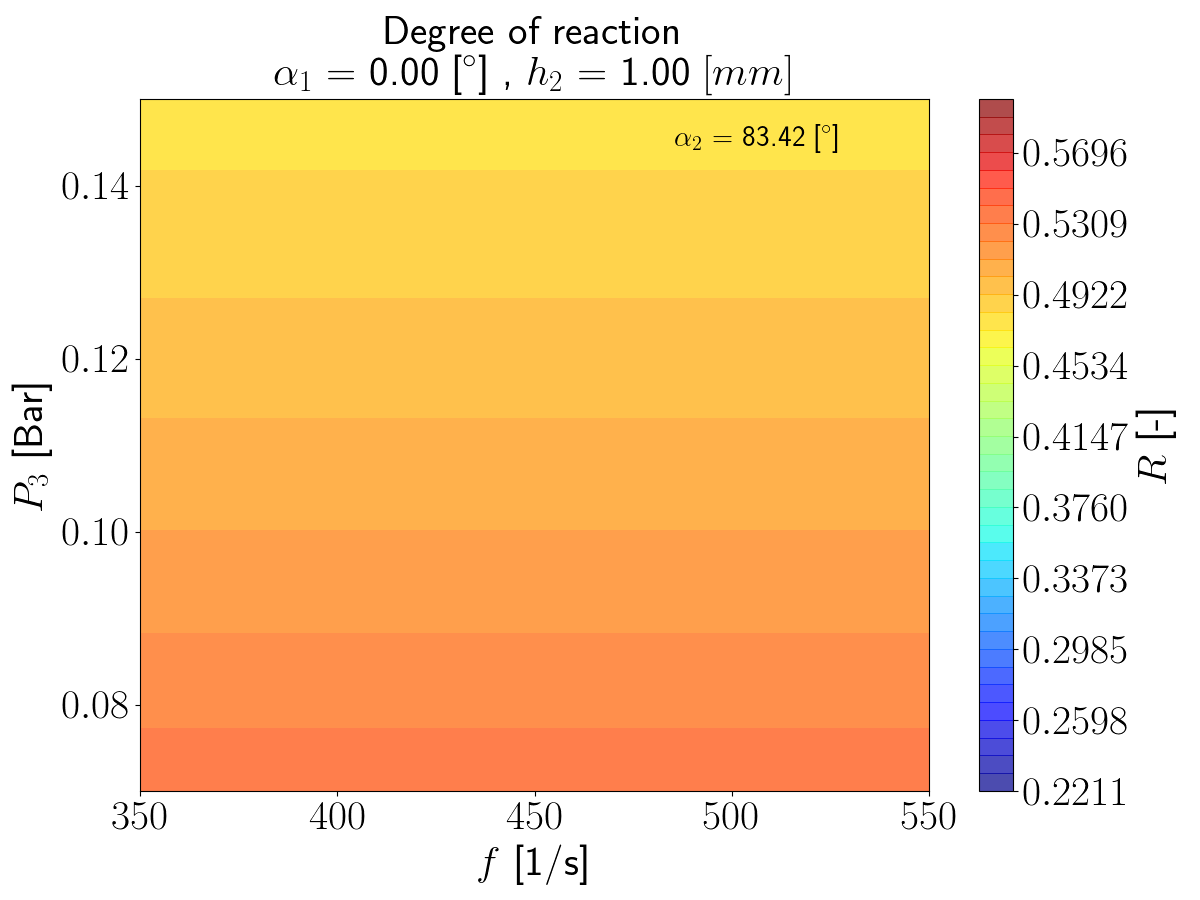 Degree of reaction
α₁ = 0.00 [°] , h₂ = 1.00 [mm]
α₂ = 83.42 [°]
0.14
0.12
0.10
0.08
P₃ [Bar]
350 400 450 500 550
f [1/s]
0.5696
0.5309
0.4922
0.4534
0.4147
0.3760
0.3373
0.2985
0.2598
0.2211
R [-]